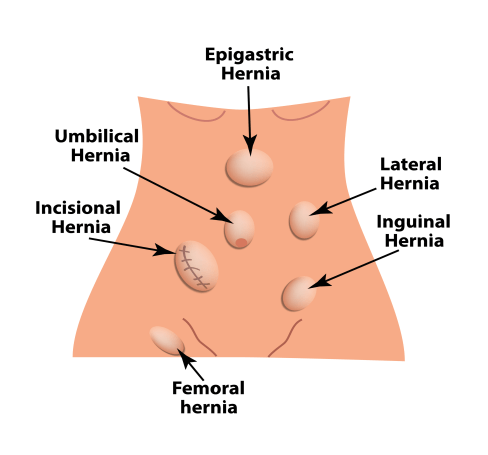 Epigastric
Hernia
Umbilical
Hernia
Lateral
Hernia
Incisional
Hernia
Inguinal
Hernia
Femoral
hernia